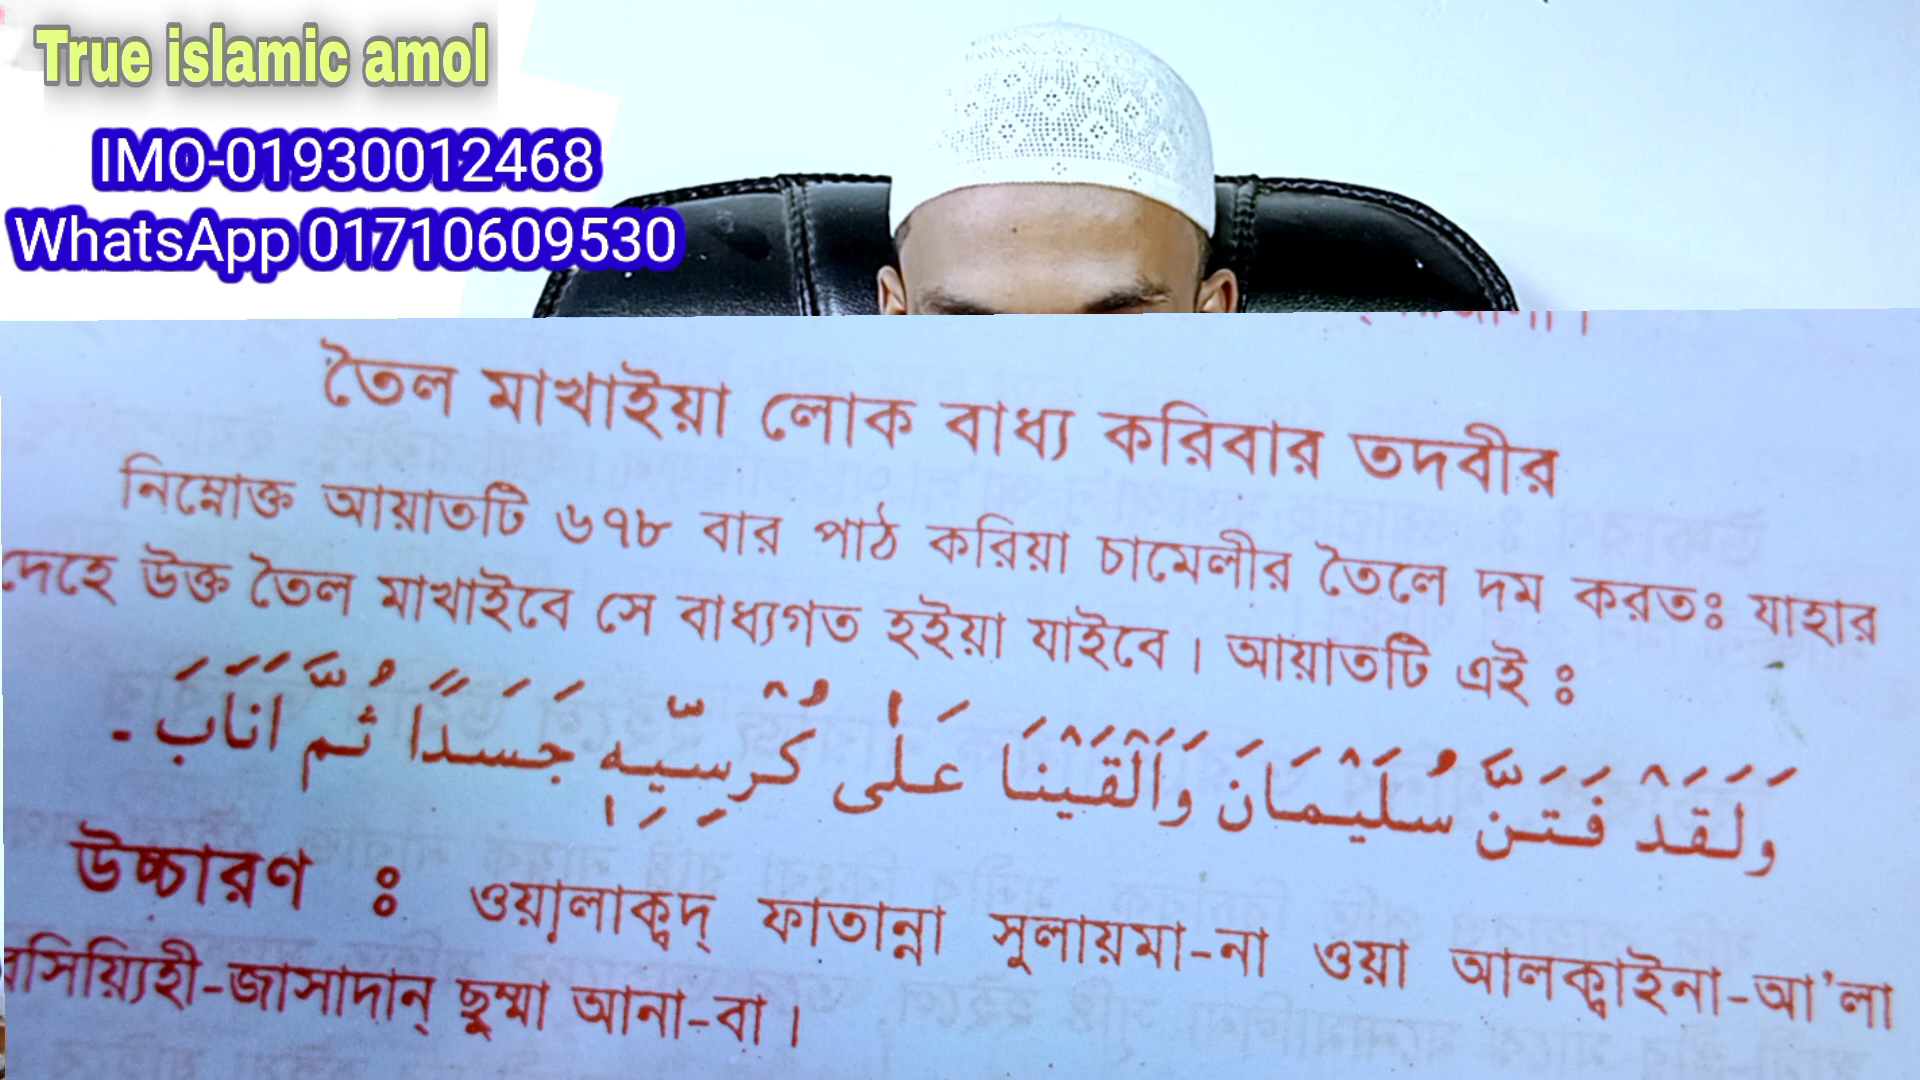 True islamic amol
IMO-01930012468
WhatsApp 01710609530
তৈল মাখাইয়া লোক বাধ্য করিবার তদবীর
নিম্নোক্ত আয়াতটি ৬৭৮ বার পাঠ করিয়া চামেলীর তৈলে দম করতঃ যাহার
দেহে উক্ত তৈল মাখাইবে সে বাধ্যগত হইয়া যাইবে। আয়াতটি এই ঃ
وَلَقَدْ فَتَنَّ سُلَيْمَانَ وَاَلْقَيْنَا عَلٰى كُرْسِيِّهٖ جَسَدًا ثُمَّ اَنَابَ ـ
উচ্চারণ ঃ ওয়ালাক্বদ্ ফাতান্না সুলায়মা-না ওয়া আলক্বাইনা-আ'লা
রসিয়্যিহী-জাসাদান্ ছুম্মা আনা-বা।